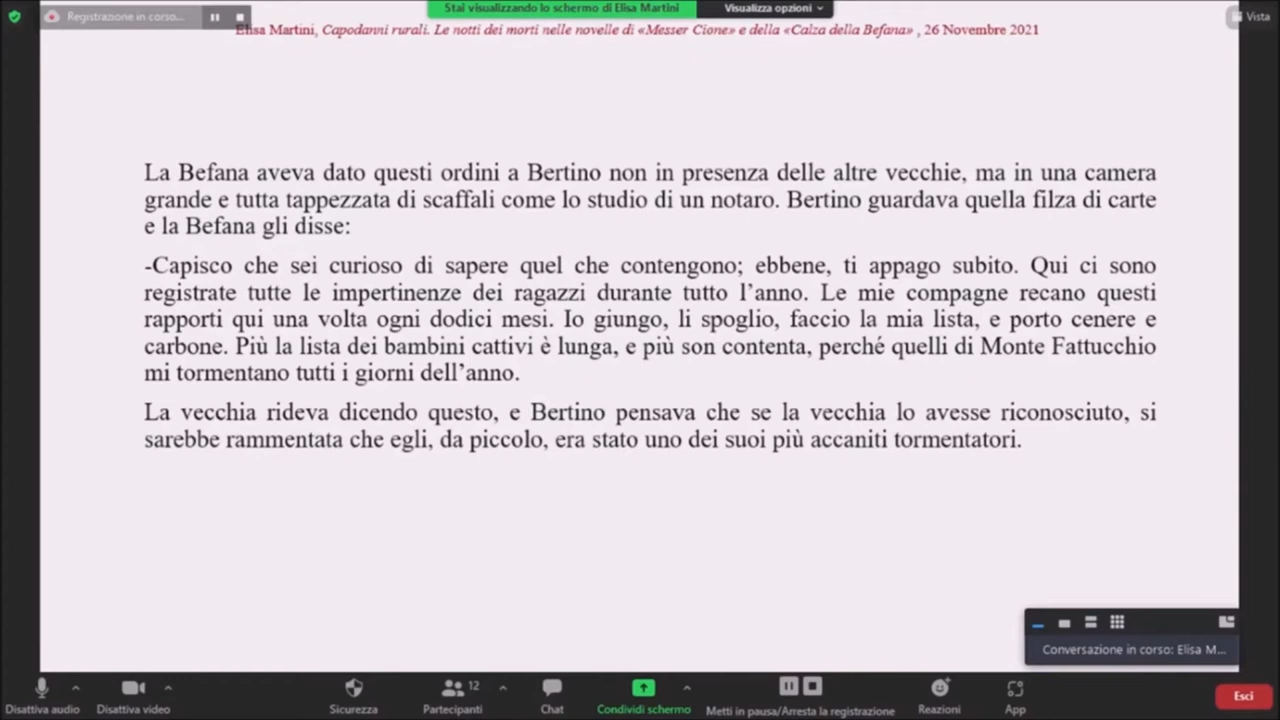 Registrazione in corso...
Stai visualizzando lo schermo di Elisa Martini
Visualizza opzioni
Vista
Elisa Martini, Capodanni rurali. Le notti dei morti nelle novelle di «Messer Cione» e della «Calza della Befana» , 26 Novembre 2021
La Befana aveva dato questi ordini a Bertino non in presenza delle altre vecchie, ma in una camera
grande e tutta tappezzata di scaffali come lo studio di un notaro. Bertino guardava quella filza di carte
e la Befana gli disse:
-Capisco che sei curioso di sapere quel che contengono; ebbene, ti appago subito. Qui ci sono
registrate tutte le impertinenze dei ragazzi durante tutto l'anno. Le mie compagne recano questi
rapporti qui una volta ogni dodici mesi. Io giungo, li spoglio, faccio la mia lista, e porto cenere e
carbone. Più la lista dei bambini cattivi è lunga, e più son contenta, perché quelli di Monte Fattucchio
mi tormentano tutti i giorni dell'anno.
La vecchia rideva dicendo questo, e Bertino pensava che se la vecchia lo avesse riconosciuto, si
sarebbe rammentata che egli, da piccolo, era stato uno dei suoi più accaniti tormentatori.
Conversazione in corso: Elisa M...
12
Disattiva audio
Disattiva video
Sicurezza
Partecipanti
Chat
Condividi schermo
Metti in pausa/Arresta la registrazione
Reazioni
App
Esci